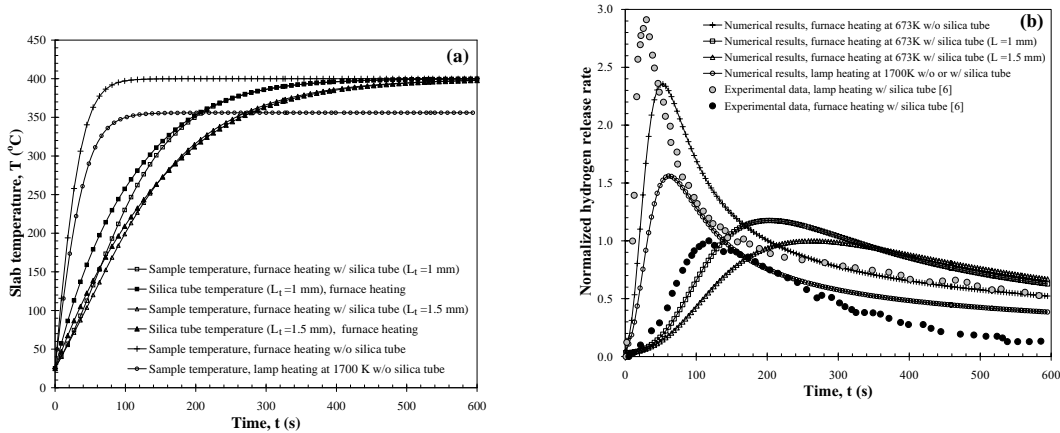 (a)
Slab temperature, T (°C)
450
400
350
300
250
200
150
100
50
0
Sample temperature, furnace heating w/ silica tube (Lt =1 mm)
Silica tube temperature (Lt =1 mm), furnace heating
Sample temperature, furnace heating w/ silica tube (Lt =1.5 mm)
Silica tube temperature (Lt =1.5 mm), furnace heating
Sample temperature, furnace heating w/o silica tube
Sample temperature, lamp heating at 1700 K w/o silica tube
0 100 200 300 400 500 600
Time, t (s)
(b)
Normalized hydrogen release rate
3.0
2.5
2.0
1.5
1.0
0.5
0.0
Numerical results, furnace heating at 673K w/o silica tube
Numerical results, furnace heating at 673K w/ silica tube (L =1 mm)
Numerical results, furnace heating at 673K w/ silica tube (L =1.5 mm)
Numerical results, lamp heating at 1700K w/o or w/ silica tube
Experimental data, lamp heating w/ silica tube [6]
Experimental data, furnace heating w/ silica tube [6]
0 100 200 300 400 500 600
Time, t (s)